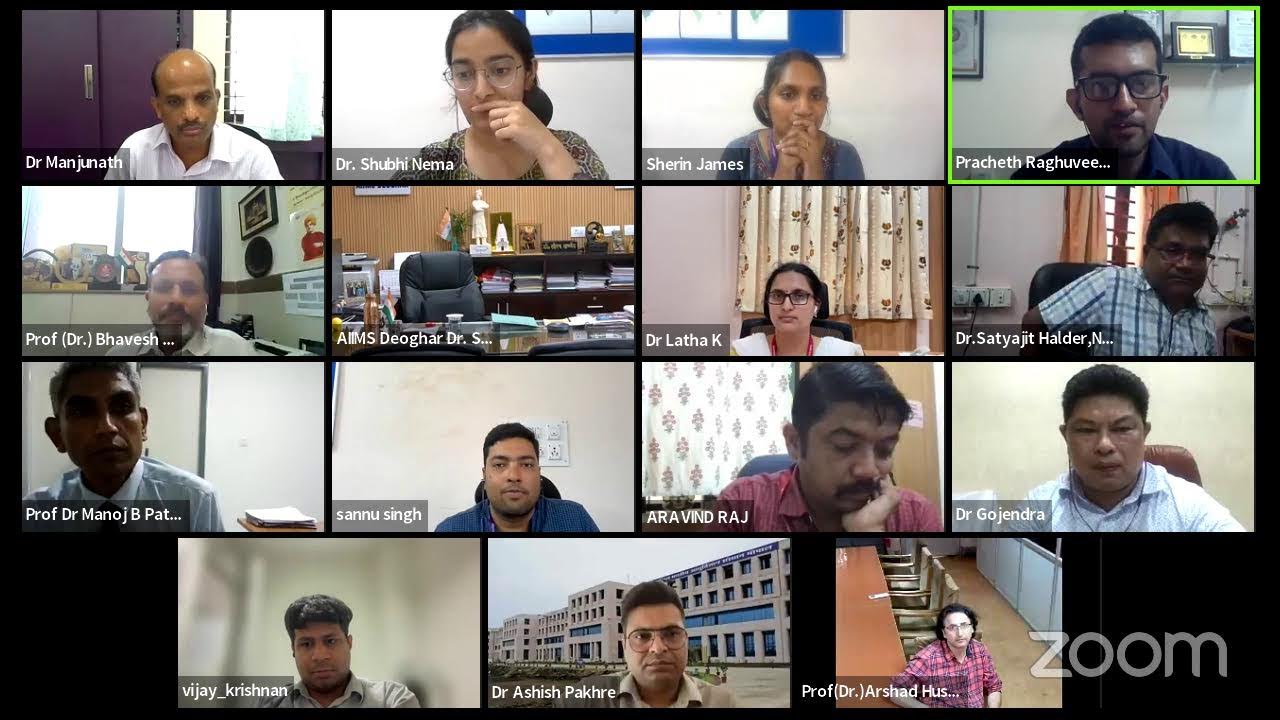 Dr Manjunath
Dr. Shubhi Nema
Sherin James
Pracheth Raghuvee...
Prof (Dr.) Bhavesh ...
AIIMS Deoghar Dr. S...
Dr Latha K
Dr.Satyajit Halder,N...
Prof Dr Manoj B Pat...
sannu singh
ARAVIND RAJ
Dr Gojendra
vijay_krishnan
Dr Ashish Pakhre
Prof(Dr.)Arshad Hus...
zoom